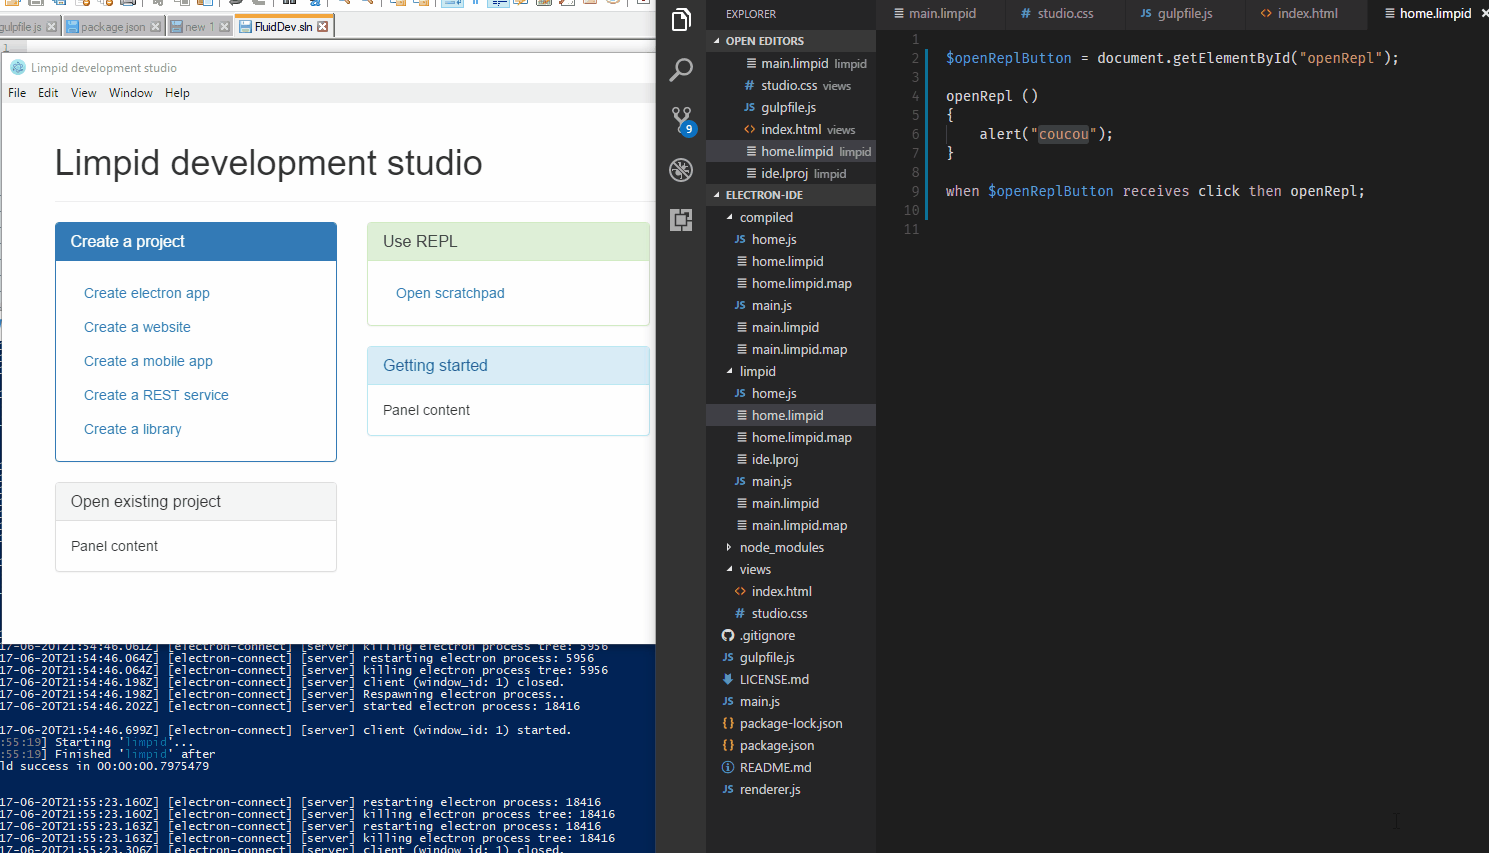 gulpfile.js
package.json
new 1
FluidDev.sln
1
Limpid development studio
File Edit View Window Help
Limpid development studio
Create a project
Create electron app
Create a website
Create a mobile app
Create a REST service
Create a library
Open existing project
Panel content
Use REPL
Open scratchpad
Getting started
Panel content
17-06-20T21:54:46.061Z] [electron-connect] [server] killing electron process tree: 5956
17-06-20T21:54:46.064Z] [electron-connect] [server] restarting electron process: 5956
17-06-20T21:54:46.064Z] [electron-connect] [server] killing electron process tree: 5956
17-06-20T21:54:46.198Z] [electron-connect] [server] client (window_id: 1) closed.
17-06-20T21:54:46.198Z] [electron-connect] [server] Respawning electron process..
17-06-20T21:54:46.202Z] [electron-connect] [server] started electron process: 18416
17-06-20T21:54:46.699Z] [electron-connect] [server] client (window_id: 1) started.
:55:19] Starting 'limpid'...
:55:19] Finished 'limpid' after
ld success in 00:00:00.7975479
17-06-20T21:55:23.160Z] [electron-connect] [server] restarting electron process: 18416
17-06-20T21:55:23.160Z] [electron-connect] [server] killing electron process tree: 18416
17-06-20T21:55:23.163Z] [electron-connect] [server] restarting electron process: 18416
17-06-20T21:55:23.163Z] [electron-connect] [server] killing electron process tree: 18416
17-06-20T21:55:23.306Z] [electron-connect] [server] client (window_id: 1) closed.
9
EXPLORER
OPEN EDITORS
main.limpid limpid
# studio.css views
JS gulpfile.js
<> index.html views
home.limpid limpid
ide.lproj limpid
ELECTRON-IDE
compiled
JS home.js
home.limpid
home.limpid.map
JS main.js
main.limpid
main.limpid.map
limpid
JS home.js
home.limpid
home.limpid.map
ide.lproj
JS main.js
main.limpid
main.limpid.map
node_modules
views
<> index.html
# studio.css
.gitignore
JS gulpfile.js
LICENSE.md
JS main.js
{} package-lock.json
{} package.json
README.md
JS renderer.js
main.limpid
# studio.css
JS gulpfile.js
<> index.html
home.limpid
1
2 $openReplButton = document.getElementById("openRepl");
3
4 openRepl ()
5 {
6 alert("coucou");
7 }
8
9 when $openReplButton receives click then openRepl;
10
11